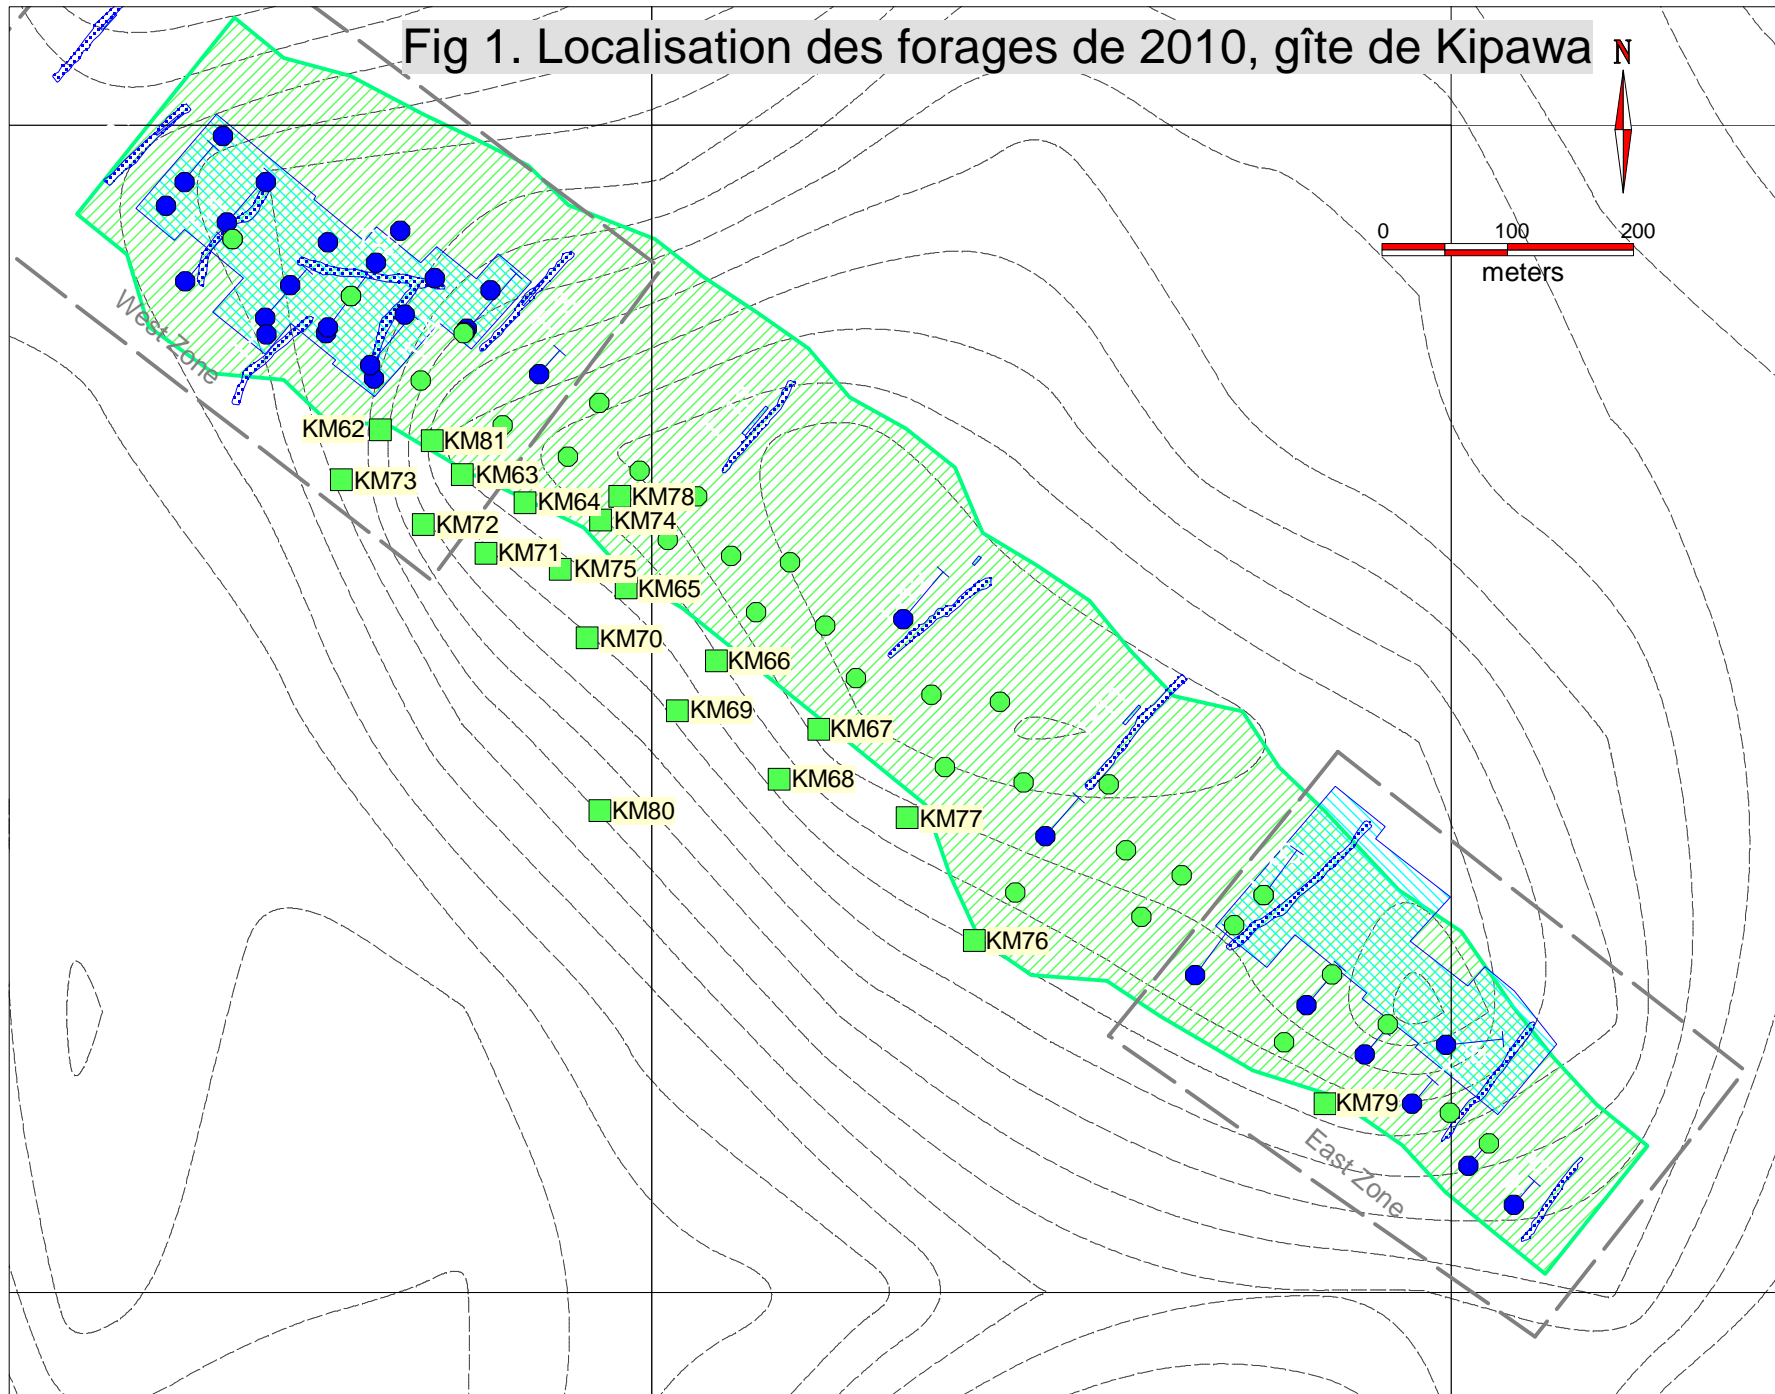 Fig 1. Localisation des forages de 2010, gîte de Kipawa
N
0 100 200
meters
West Zone
KM62
KM81
KM73
KM63
KM64
KM78
KM72
KM74
KM71
KM75
KM65
KM70
KM66
KM69
KM67
KM68
KM80
KM77
KM76
KM79
East Zone